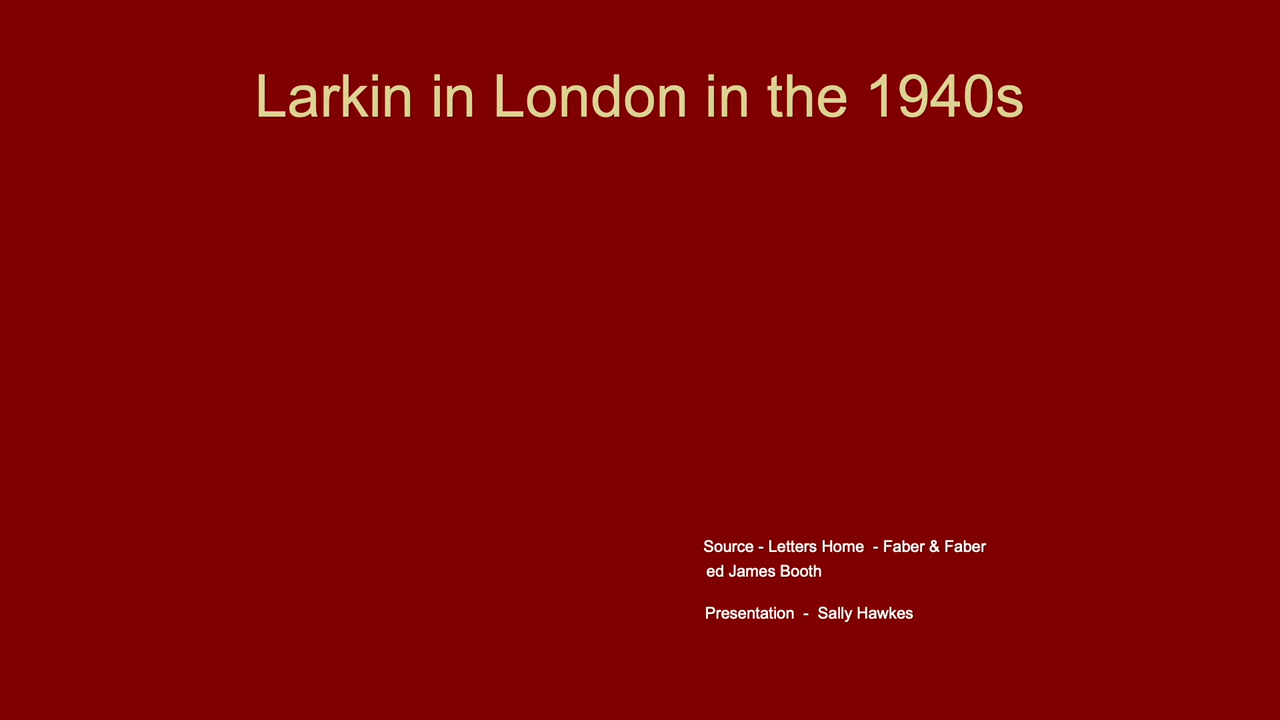 Larkin in London in the 1940s
Source - Letters Home - Faber & Faber
ed James Booth
Presentation - Sally Hawkes